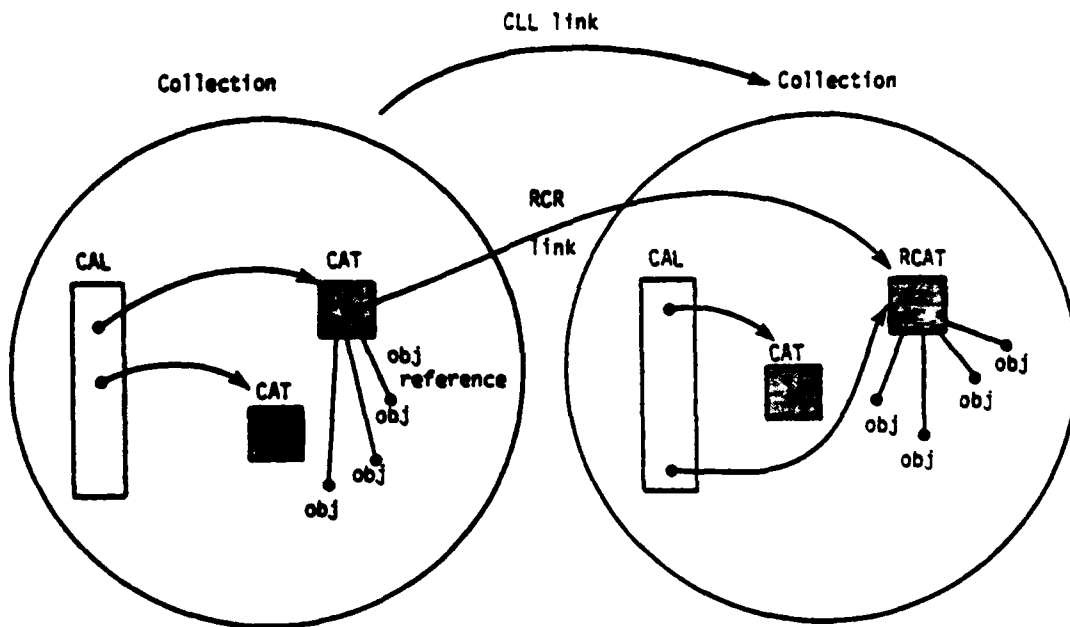 CLL link
Collection
Collection
RCR
link
CAL
CAT
CAL
RCAT
obj
reference
CAT
CAT
obj
obj
obj
obj
obj
obj
obj